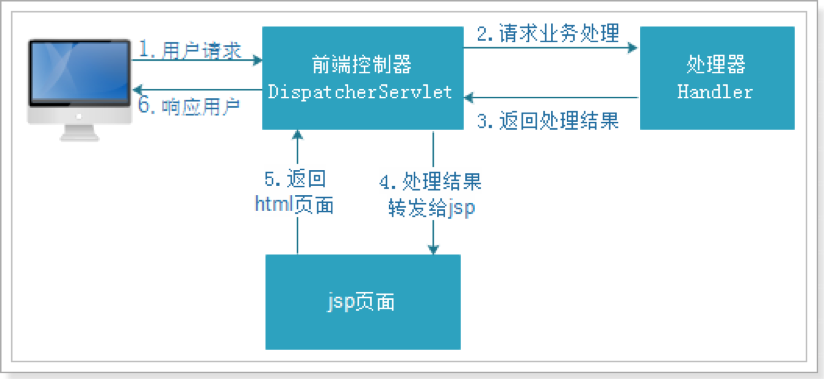 1.用户请求
6.响应用户
前端控制器
DispatcherServlet
2.请求业务处理
3.返回处理结果
处理器
Handler
5.返回
html页面
4.处理结果
转发给jsp
jsp页面